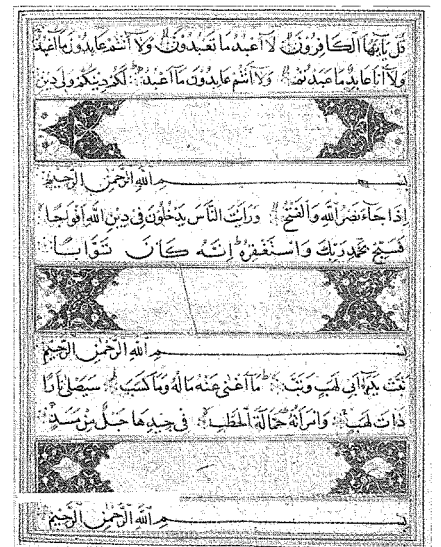 قل يا أيها الكافرون لا أعبد ما تعبدون ولا أنتم عابدون ما أعبد
ولا أنا عابد ما عبدتم ولا أنتم عابدون ما أعبد لكم دينكم ولي دين
بسم الله الرحمن الرحيم
إذا جاء نصر الله والفتح ورأيت الناس يدخلون في دين الله أفواجا
فسبح بحمد ربك واستغفره إنه كان توابا
بسم الله الرحمن الرحيم
تبت يدا أبي لهب وتب ما أغنى عنه ماله وما كسب سيصلى نارا
ذات لهب وامرأته حمالة الحطب في جيدها حبل من مسد
بسم الله الرحمن الرحيم